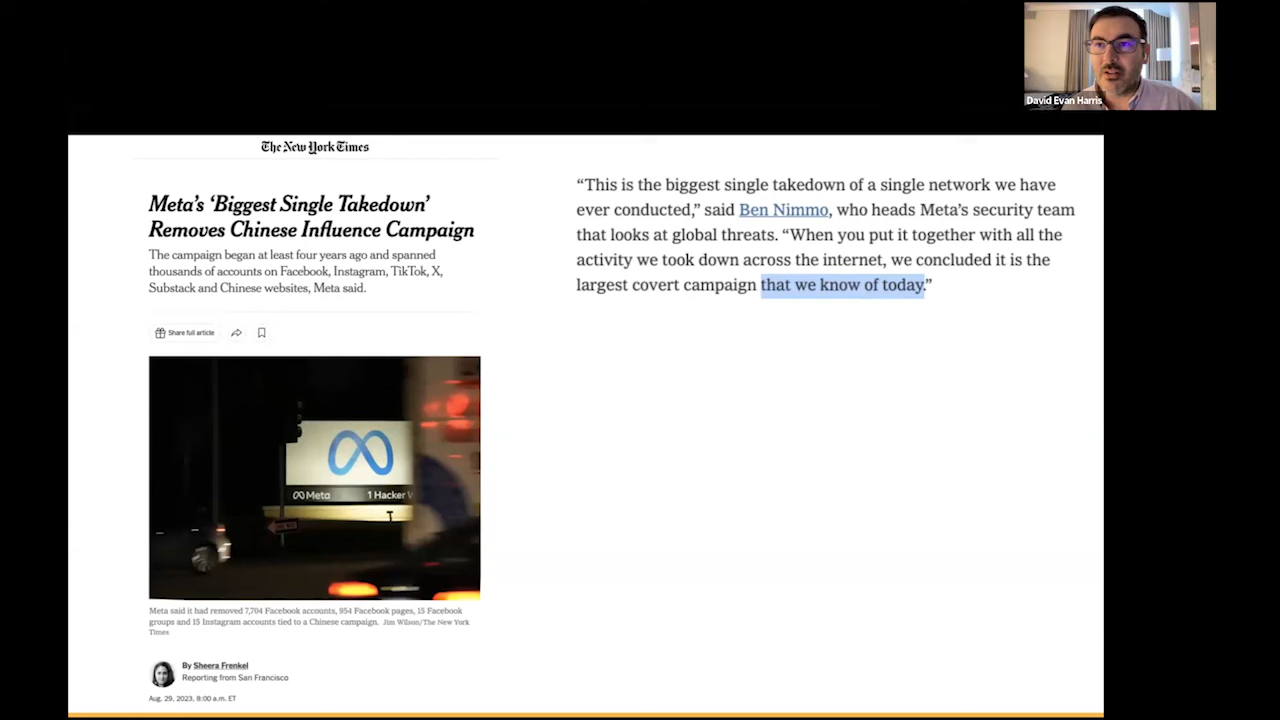 David Evan Harris
The New York Times
Meta's ‘Biggest Single Takedown’
Removes Chinese Influence Campaign
The campaign began at least four years ago and spanned
thousands of accounts on Facebook, Instagram, TikTok, X,
Substack and Chinese websites, Meta said.
Share full article
Meta
1 Hacker
Meta said it had removed 7,704 Facebook accounts, 954 Facebook pages, 15 Facebook
groups and 15 Instagram accounts tied to a Chinese campaign. Jim Wilson/The New York
Times
By Sheera Frenkel
Reporting from San Francisco
Aug. 29, 2023, 8:00 a.m. ET
“This is the biggest single takedown of a single network we have
ever conducted,” said Ben Nimmo, who heads Meta’s security team
that looks at global threats. “When you put it together with all the
activity we took down across the internet, we concluded it is the
largest covert campaign that we know of today.”